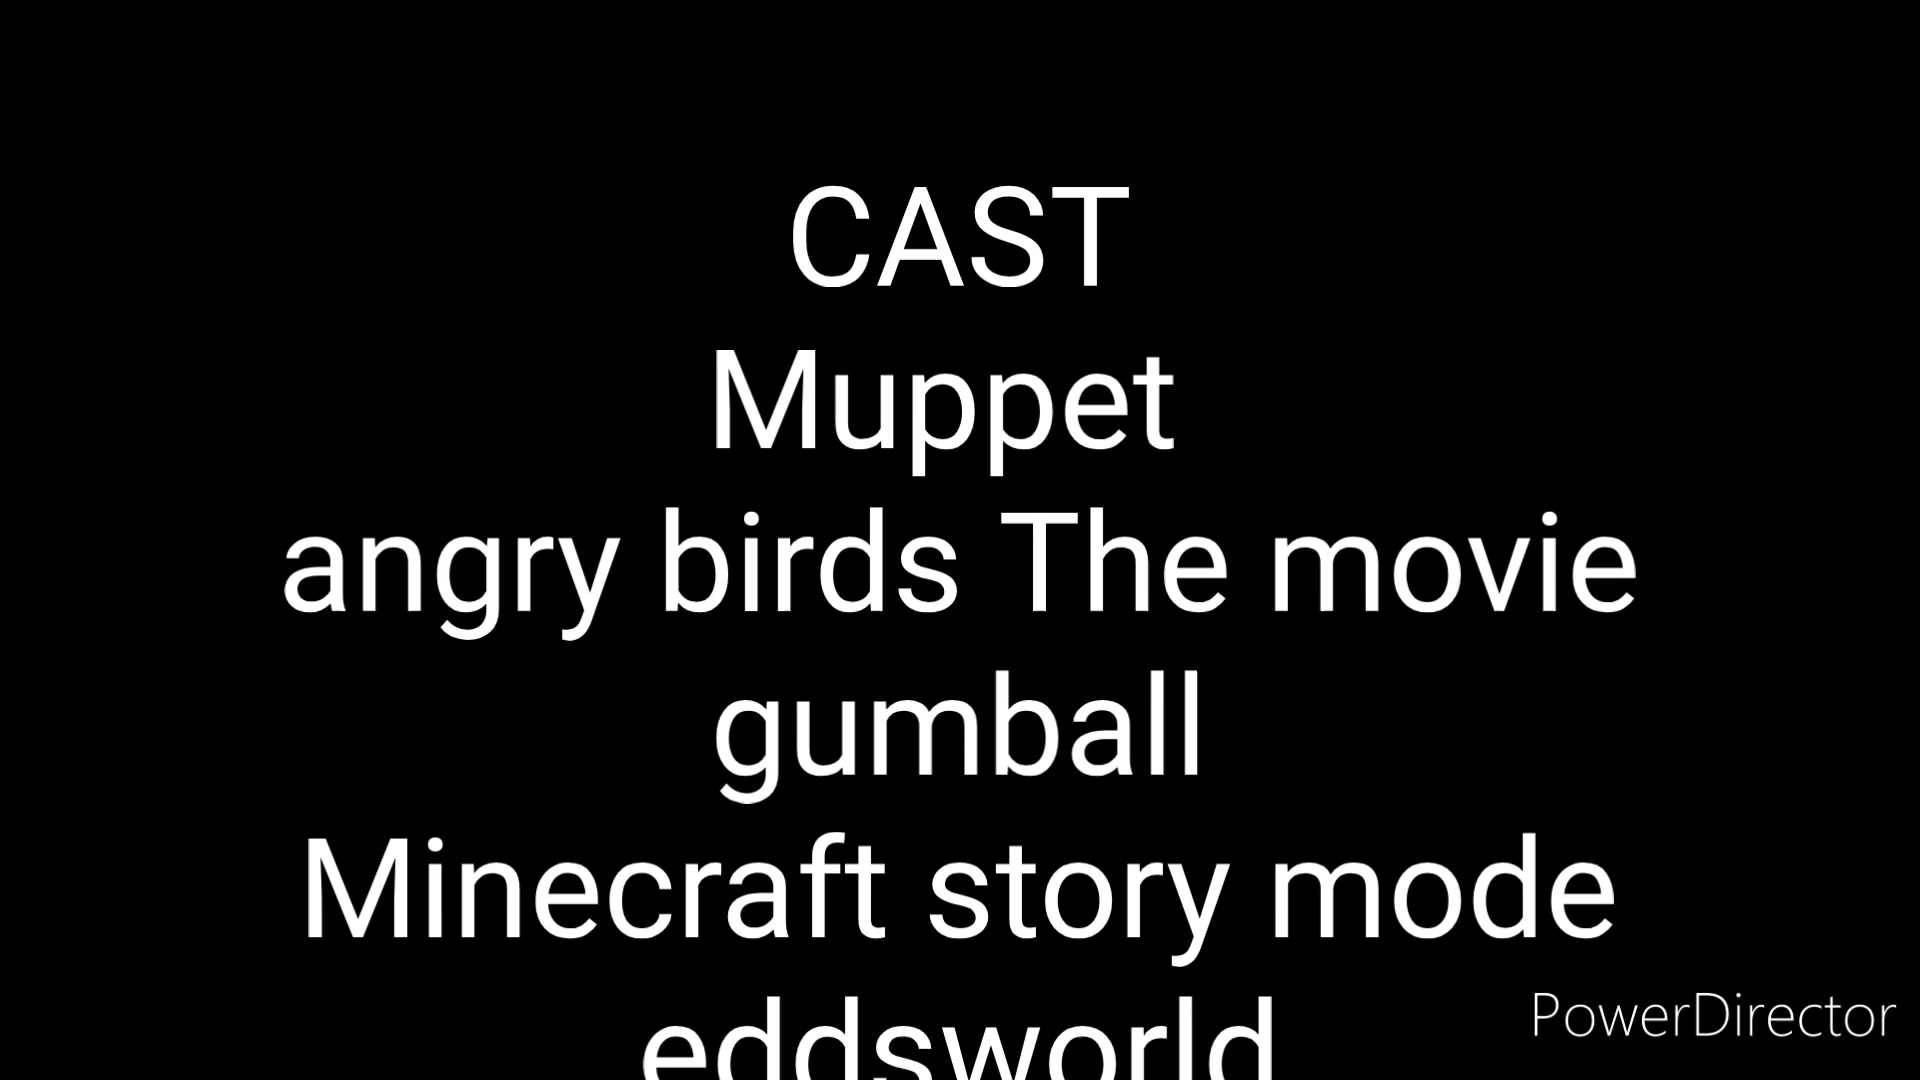 CAST
Muppet
angry birds The movie
gumball
Minecraft story mode
eddsworld
PowerDirector